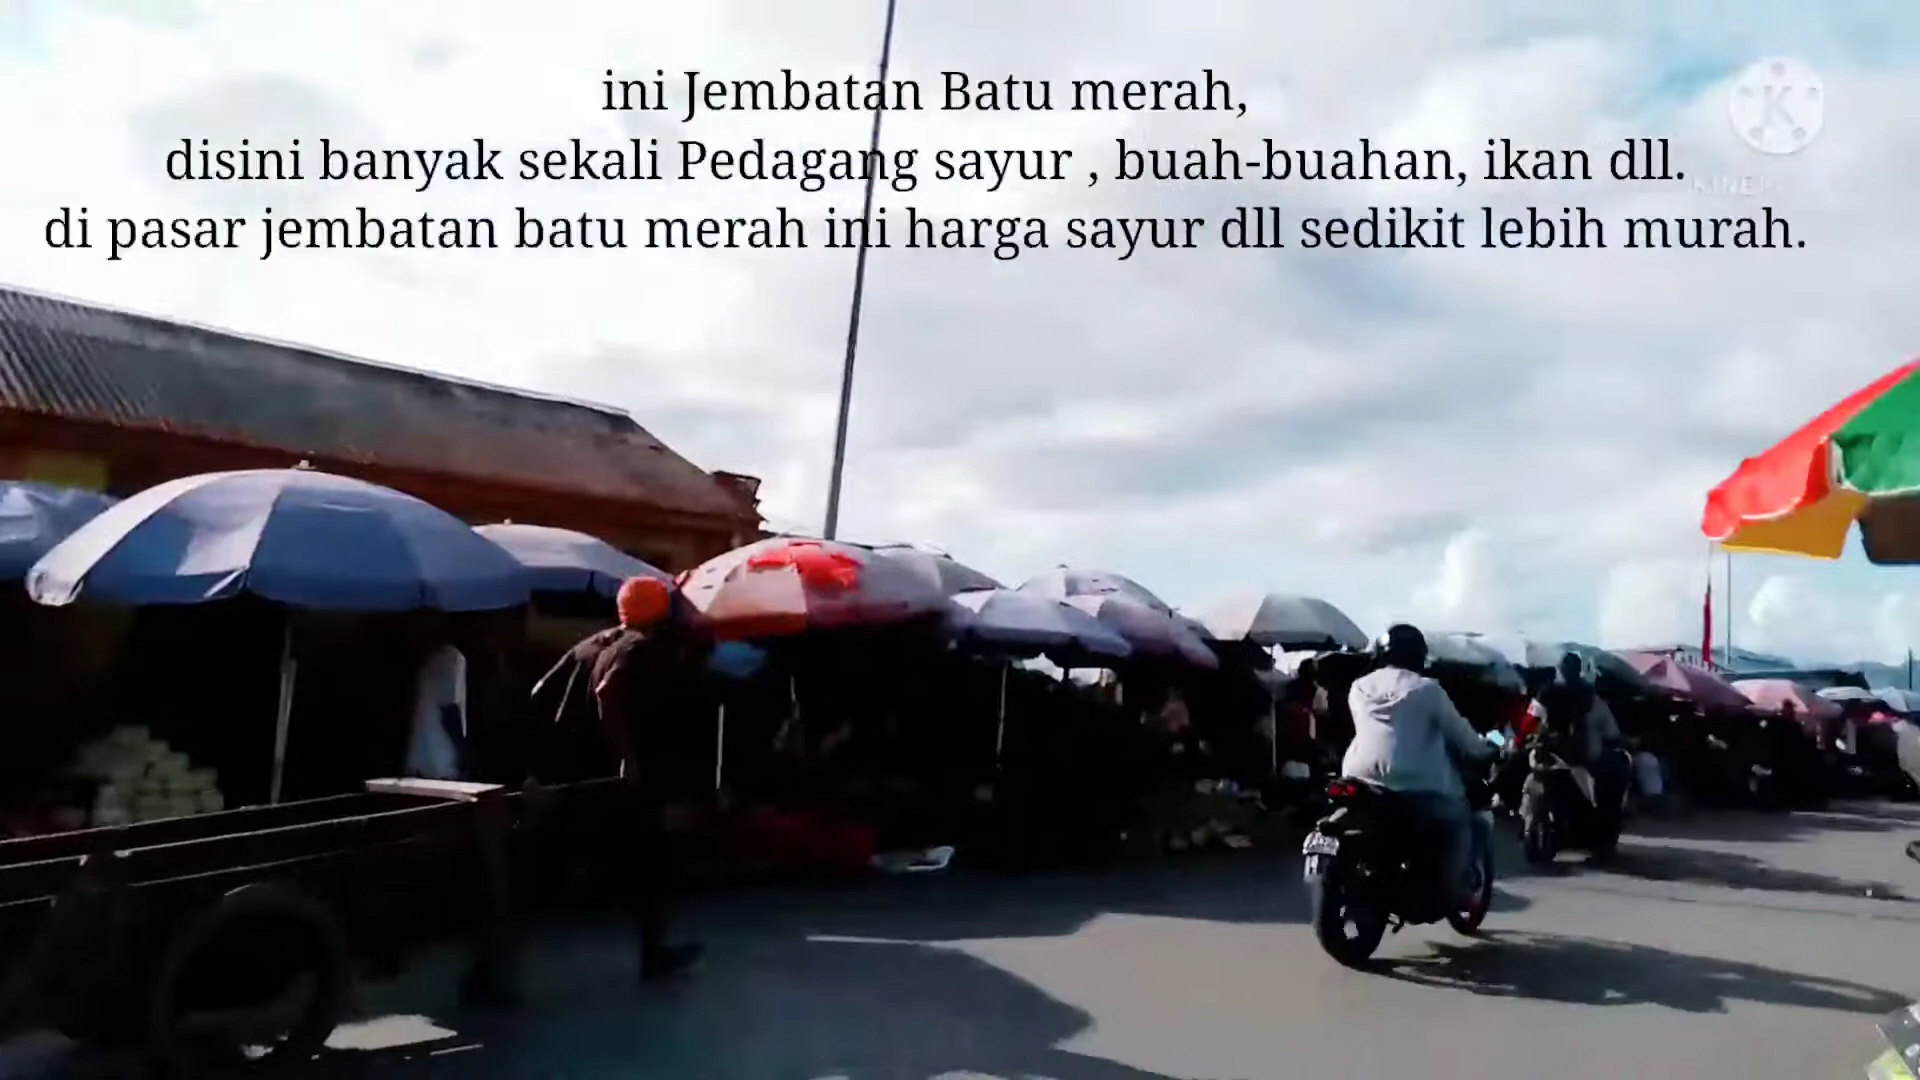 ini Jembatan Batu merah,
disini banyak sekali Pedagang sayur , buah-buahan, ikan dll.
di pasar jembatan batu merah ini harga sayur dll sedikit lebih murah.
K